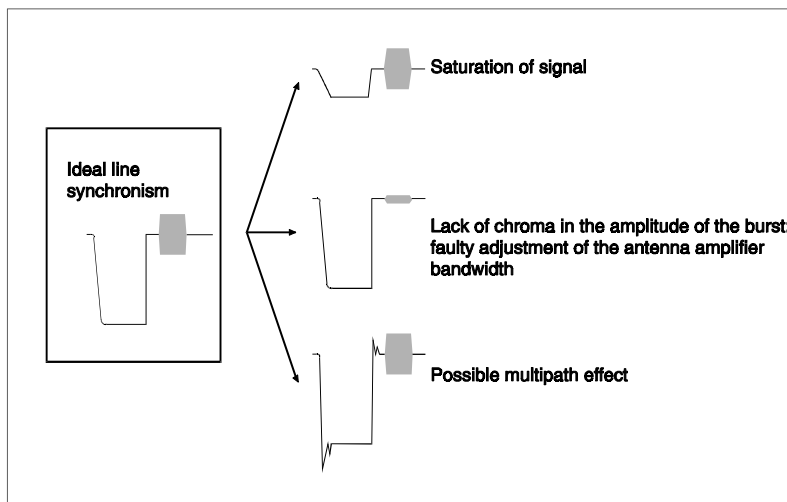 Saturation of signal
Ideal line
synchronism
Lack of chroma in the amplitude of the burst:
faulty adjustment of the antenna amplifier
bandwidth
Possible multipath effect